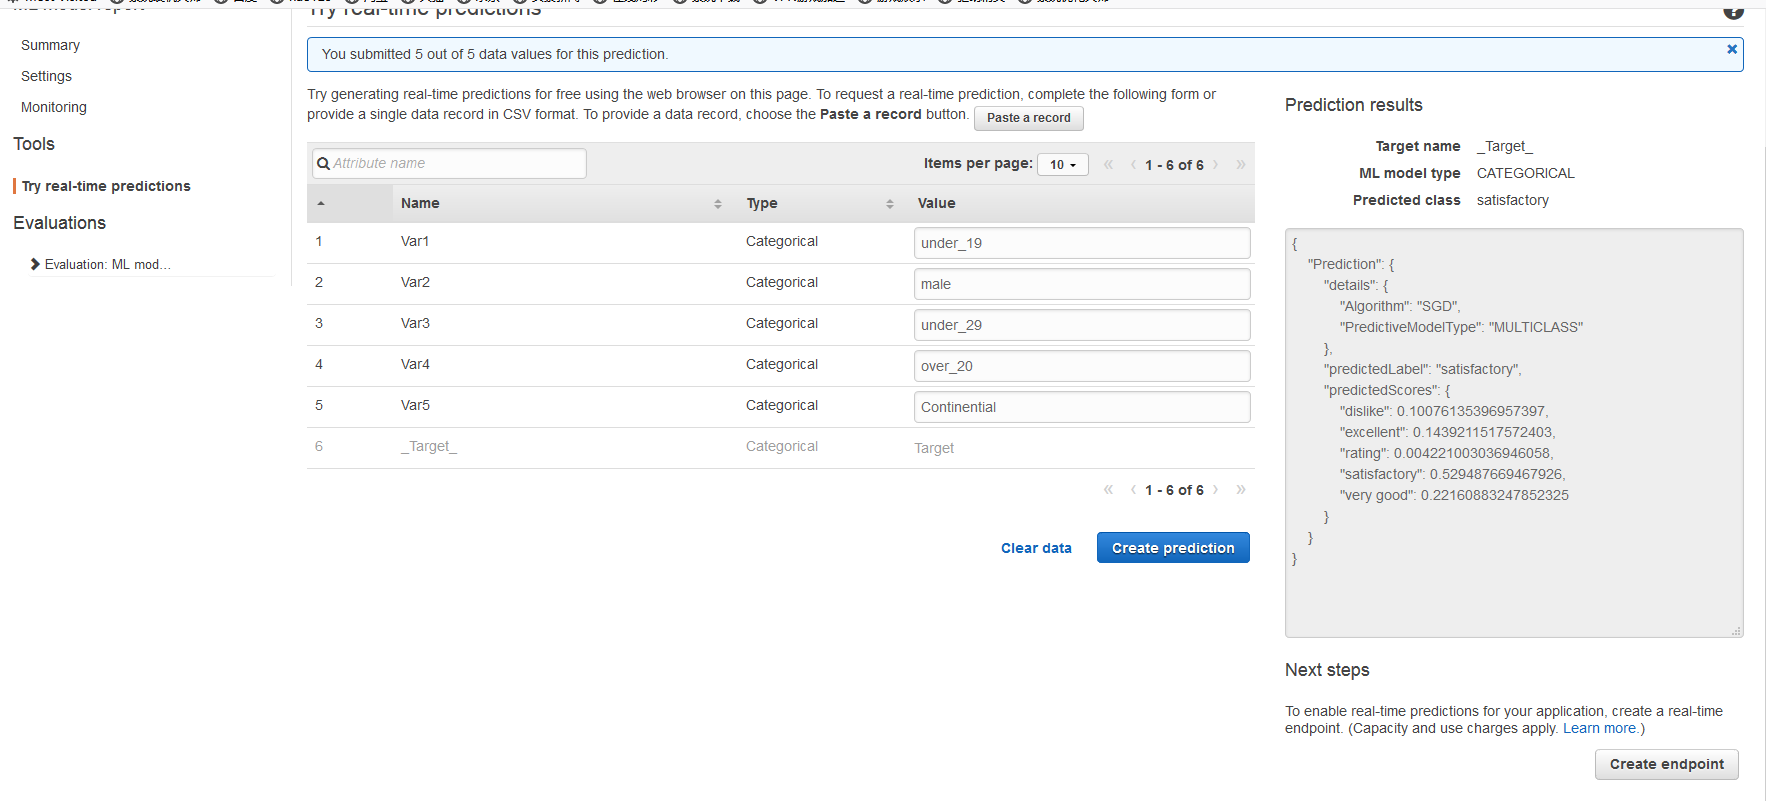 Try real-time predictions
Summary
Settings
Monitoring
Tools
Try real-time predictions
Evaluations
Evaluation: ML mod...
You submitted 5 out of 5 data values for this prediction.
Try generating real-time predictions for free using the web browser on this page. To request a real-time prediction, complete the following form or
provide a single data record in CSV format. To provide a data record, choose the Paste a record button. Paste a record
Attribute name Items per page: 10 « ‹ 1 - 6 of 6 › »
Name Type Value
1 Var1 Categorical under_19
2 Var2 Categorical male
3 Var3 Categorical under_29
4 Var4 Categorical over_20
5 Var5 Categorical Continential
6 _Target_ Categorical Target
« ‹ 1 - 6 of 6 › »
Clear data Create prediction
Prediction results
Target name _Target_
ML model type CATEGORICAL
Predicted class satisfactory
{
"Prediction": {
"details": {
"Algorithm": "SGD",
"PredictiveModelType": "MULTICLASS"
},
"predictedLabel": "satisfactory",
"predictedScores": {
"dislike": 0.10076135396957397,
"excellent": 0.1439211517572403,
"rating": 0.004221003036946058,
"satisfactory": 0.529487669467926,
"very good": 0.22160883247852325
}
}
}
Next steps
To enable real-time predictions for your application, create a real-time
endpoint. (Capacity and use charges apply. Learn more.)
Create endpoint